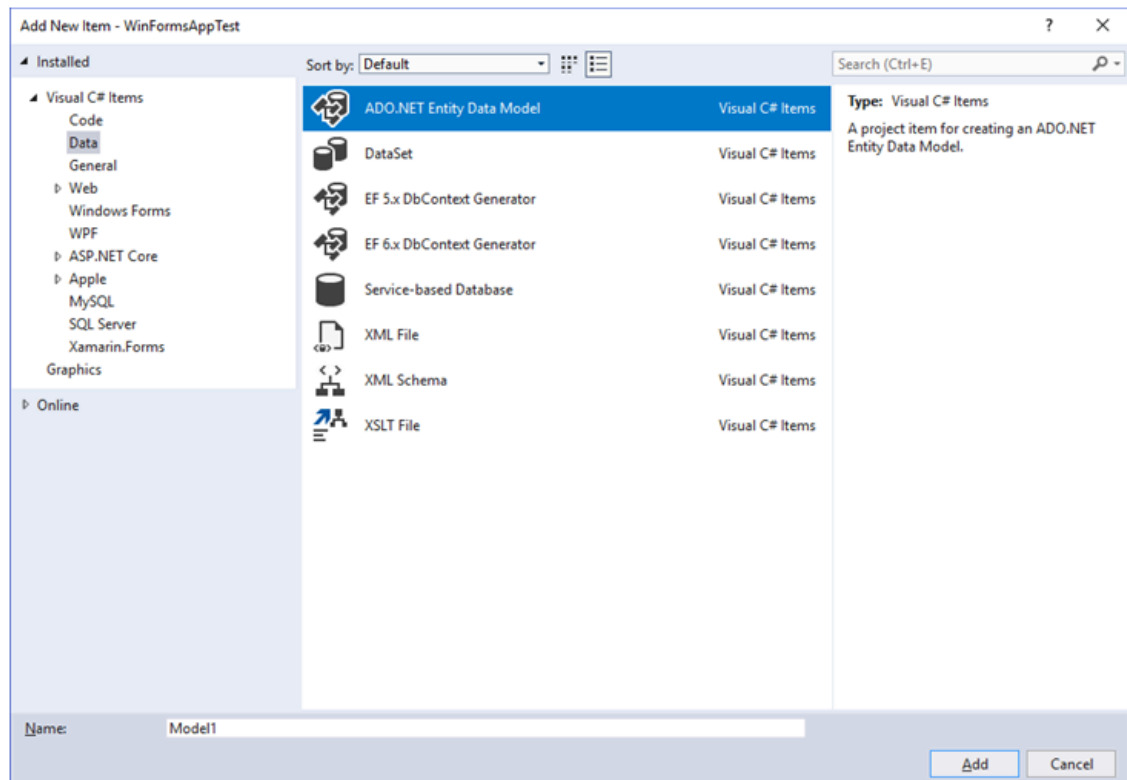 Add New Item - WinFormsAppTest
?
Installed
Sort by: Default
Search (Ctrl+E)
Visual C# Items
Code
Data
General
Web
Windows Forms
WPF
ASP.NET Core
Apple
MySQL
SQL Server
Xamarin.Forms
Graphics
Online
ADO.NET Entity Data Model Visual C# Items
DataSet Visual C# Items
EF 5.x DbContext Generator Visual C# Items
EF 6.x DbContext Generator Visual C# Items
Service-based Database Visual C# Items
XML File Visual C# Items
XML Schema Visual C# Items
XSLT File Visual C# Items
Type: Visual C# Items
A project item for creating an ADO.NET
Entity Data Model.
Name: Model1
Add Cancel